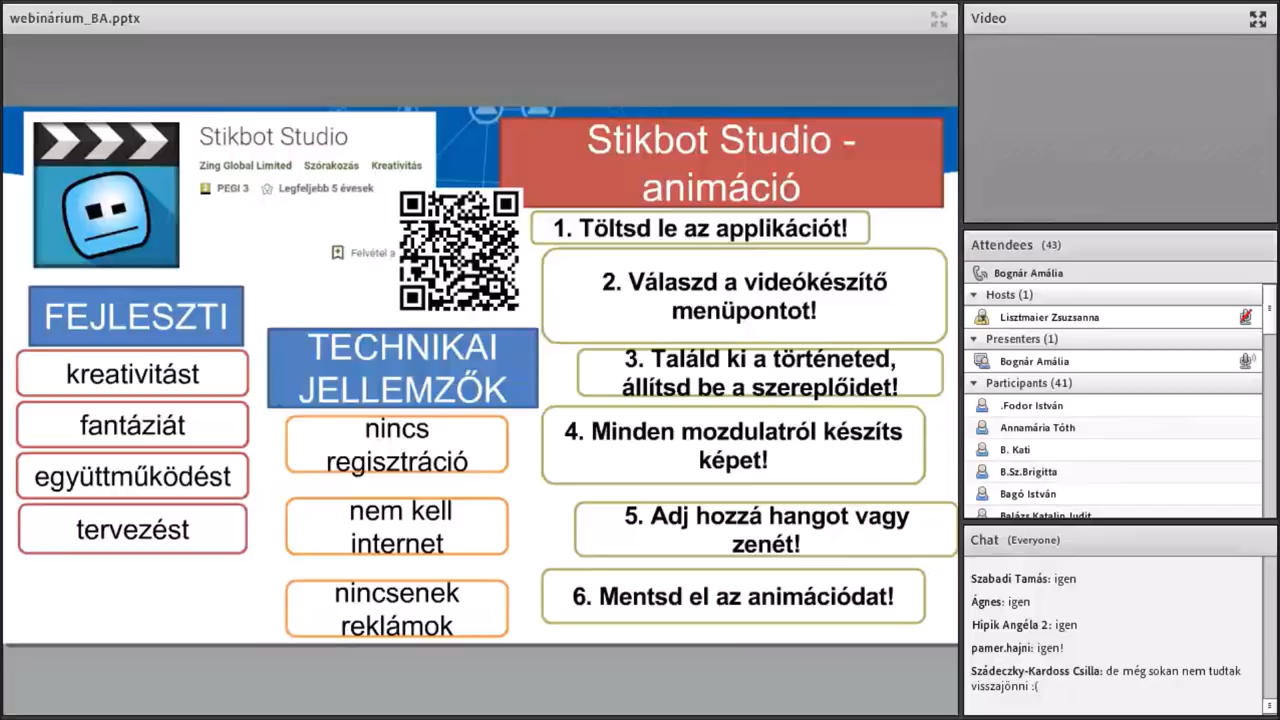 webinárium_BA.pptx
Stikbot Studio
Zing Global Limited Szórakozás Kreativitás
PEGI 3 Legfeljebb 5 évesek
Felvétel a
Stikbot Studio -
animáció
FEJLESZTI
kreativitást
fantáziát
együttműködést
tervezést
TECHNIKAI
JELLEMZŐK
nincs
regisztráció
nem kell
internet
nincsenek
reklámok
1. Töltsd le az applikációt!
2. Válaszd a videókészítő
menüpontot!
3. Találd ki a történeted,
állítsd be a szereplőidet!
4. Minden mozdulatról készíts
képet!
5. Adj hozzá hangot vagy
zenét!
6. Mentsd el az animációdat!
Video
Attendees (43)
Bognár Amália
Hosts (1)
Lisztmaier Zsuzsanna
Presenters (1)
Bognár Amália
Participants (41)
.Fodor István
Annamária Tóth
B. Kati
B.Sz.Brigitta
Bagó István
Balázs Katalin Judit
Chat (Everyone)
Szabadi Tamás: igen
Ágnes: igen
Hipik Angéla 2: igen
pamer.hajni: igen!
Szádeczky-Kardoss Csilla: de még sokan nem tudtak
visszajönni :(